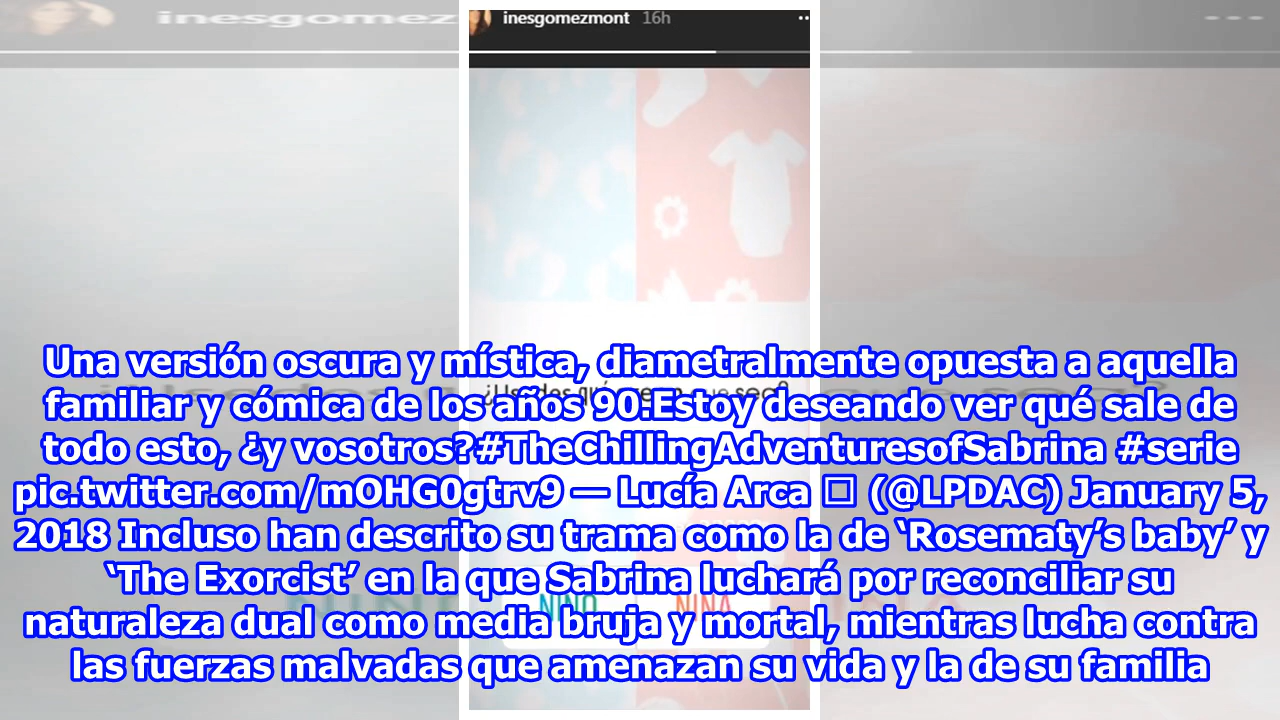 inesgomezmont 16h
inesgomezmont
Una versión oscura y mística, diametralmente opuesta a aquella
familiar y cómica de los años 90.Estoy deseando ver qué sale de
todo esto, ¿y vosotros?#TheChillingAdventuresofSabrina #serie
pic.twitter.com/mOHG0gtrv9 — Lucía Arca □ (@LPDAC) January 5,
2018 Incluso han descrito su trama como la de ‘Rosematy’s baby’ y
‘The Exorcist’ en la que Sabrina luchará por reconciliar su
naturaleza dual como media bruja y mortal, mientras lucha contra
las fuerzas malvadas que amenazan su vida y la de su familia
NIÑO NIÑA